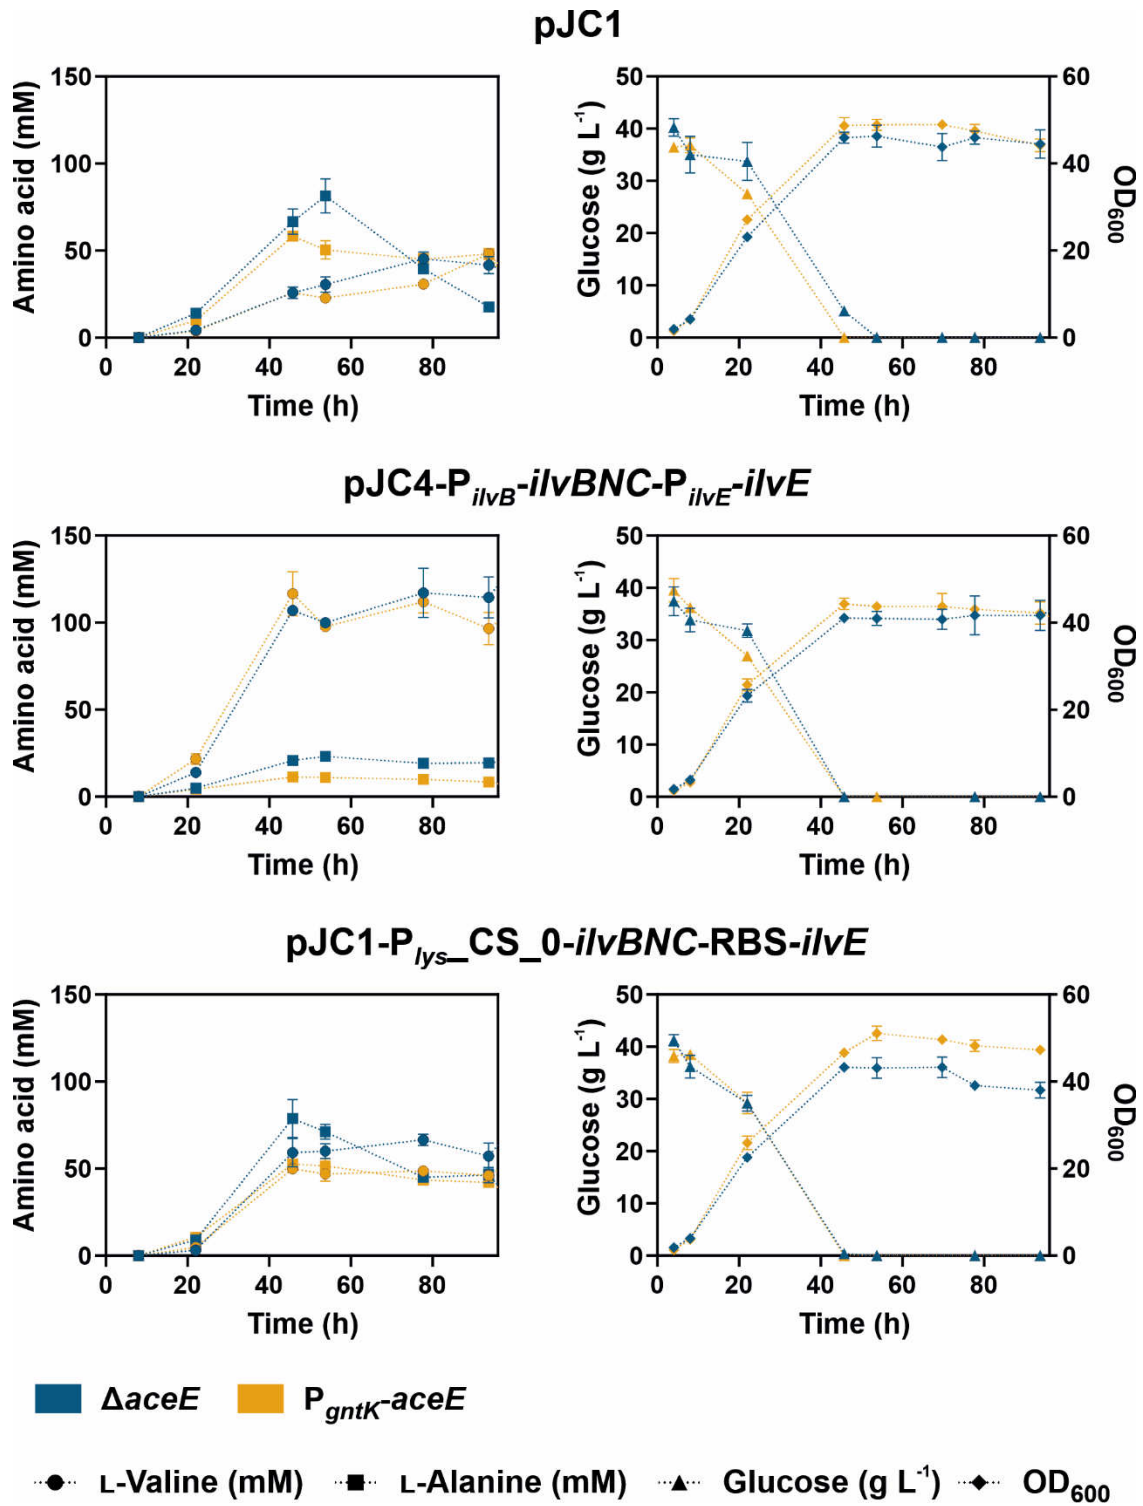 pJC1
Amino acid (mM)
150
100
50
0
0 20 40 60 80
Time (h)
Glucose (g L⁻¹)
50
40
30
20
10
0
0 20 40 60 80
Time (h)
60
40
20
0
OD₆₀₀
pJC4-P_ilvB-ilvBNC-P_ilvE-ilvE
Amino acid (mM)
150
100
50
0
0 20 40 60 80
Time (h)
Glucose (g L⁻¹)
50
40
30
20
10
0
0 20 40 60 80
Time (h)
60
40
20
0
OD₆₀₀
pJC1-P_lys_CS_0-ilvBNC-RBS-ilvE
Amino acid (mM)
150
100
50
0
0 20 40 60 80
Time (h)
Glucose (g L⁻¹)
50
40
30
20
10
0
0 20 40 60 80
Time (h)
60
40
20
0
OD₆₀₀
ΔaceE P_gntK-aceE
L-Valine (mM) L-Alanine (mM) Glucose (g L⁻¹) OD₆₀₀